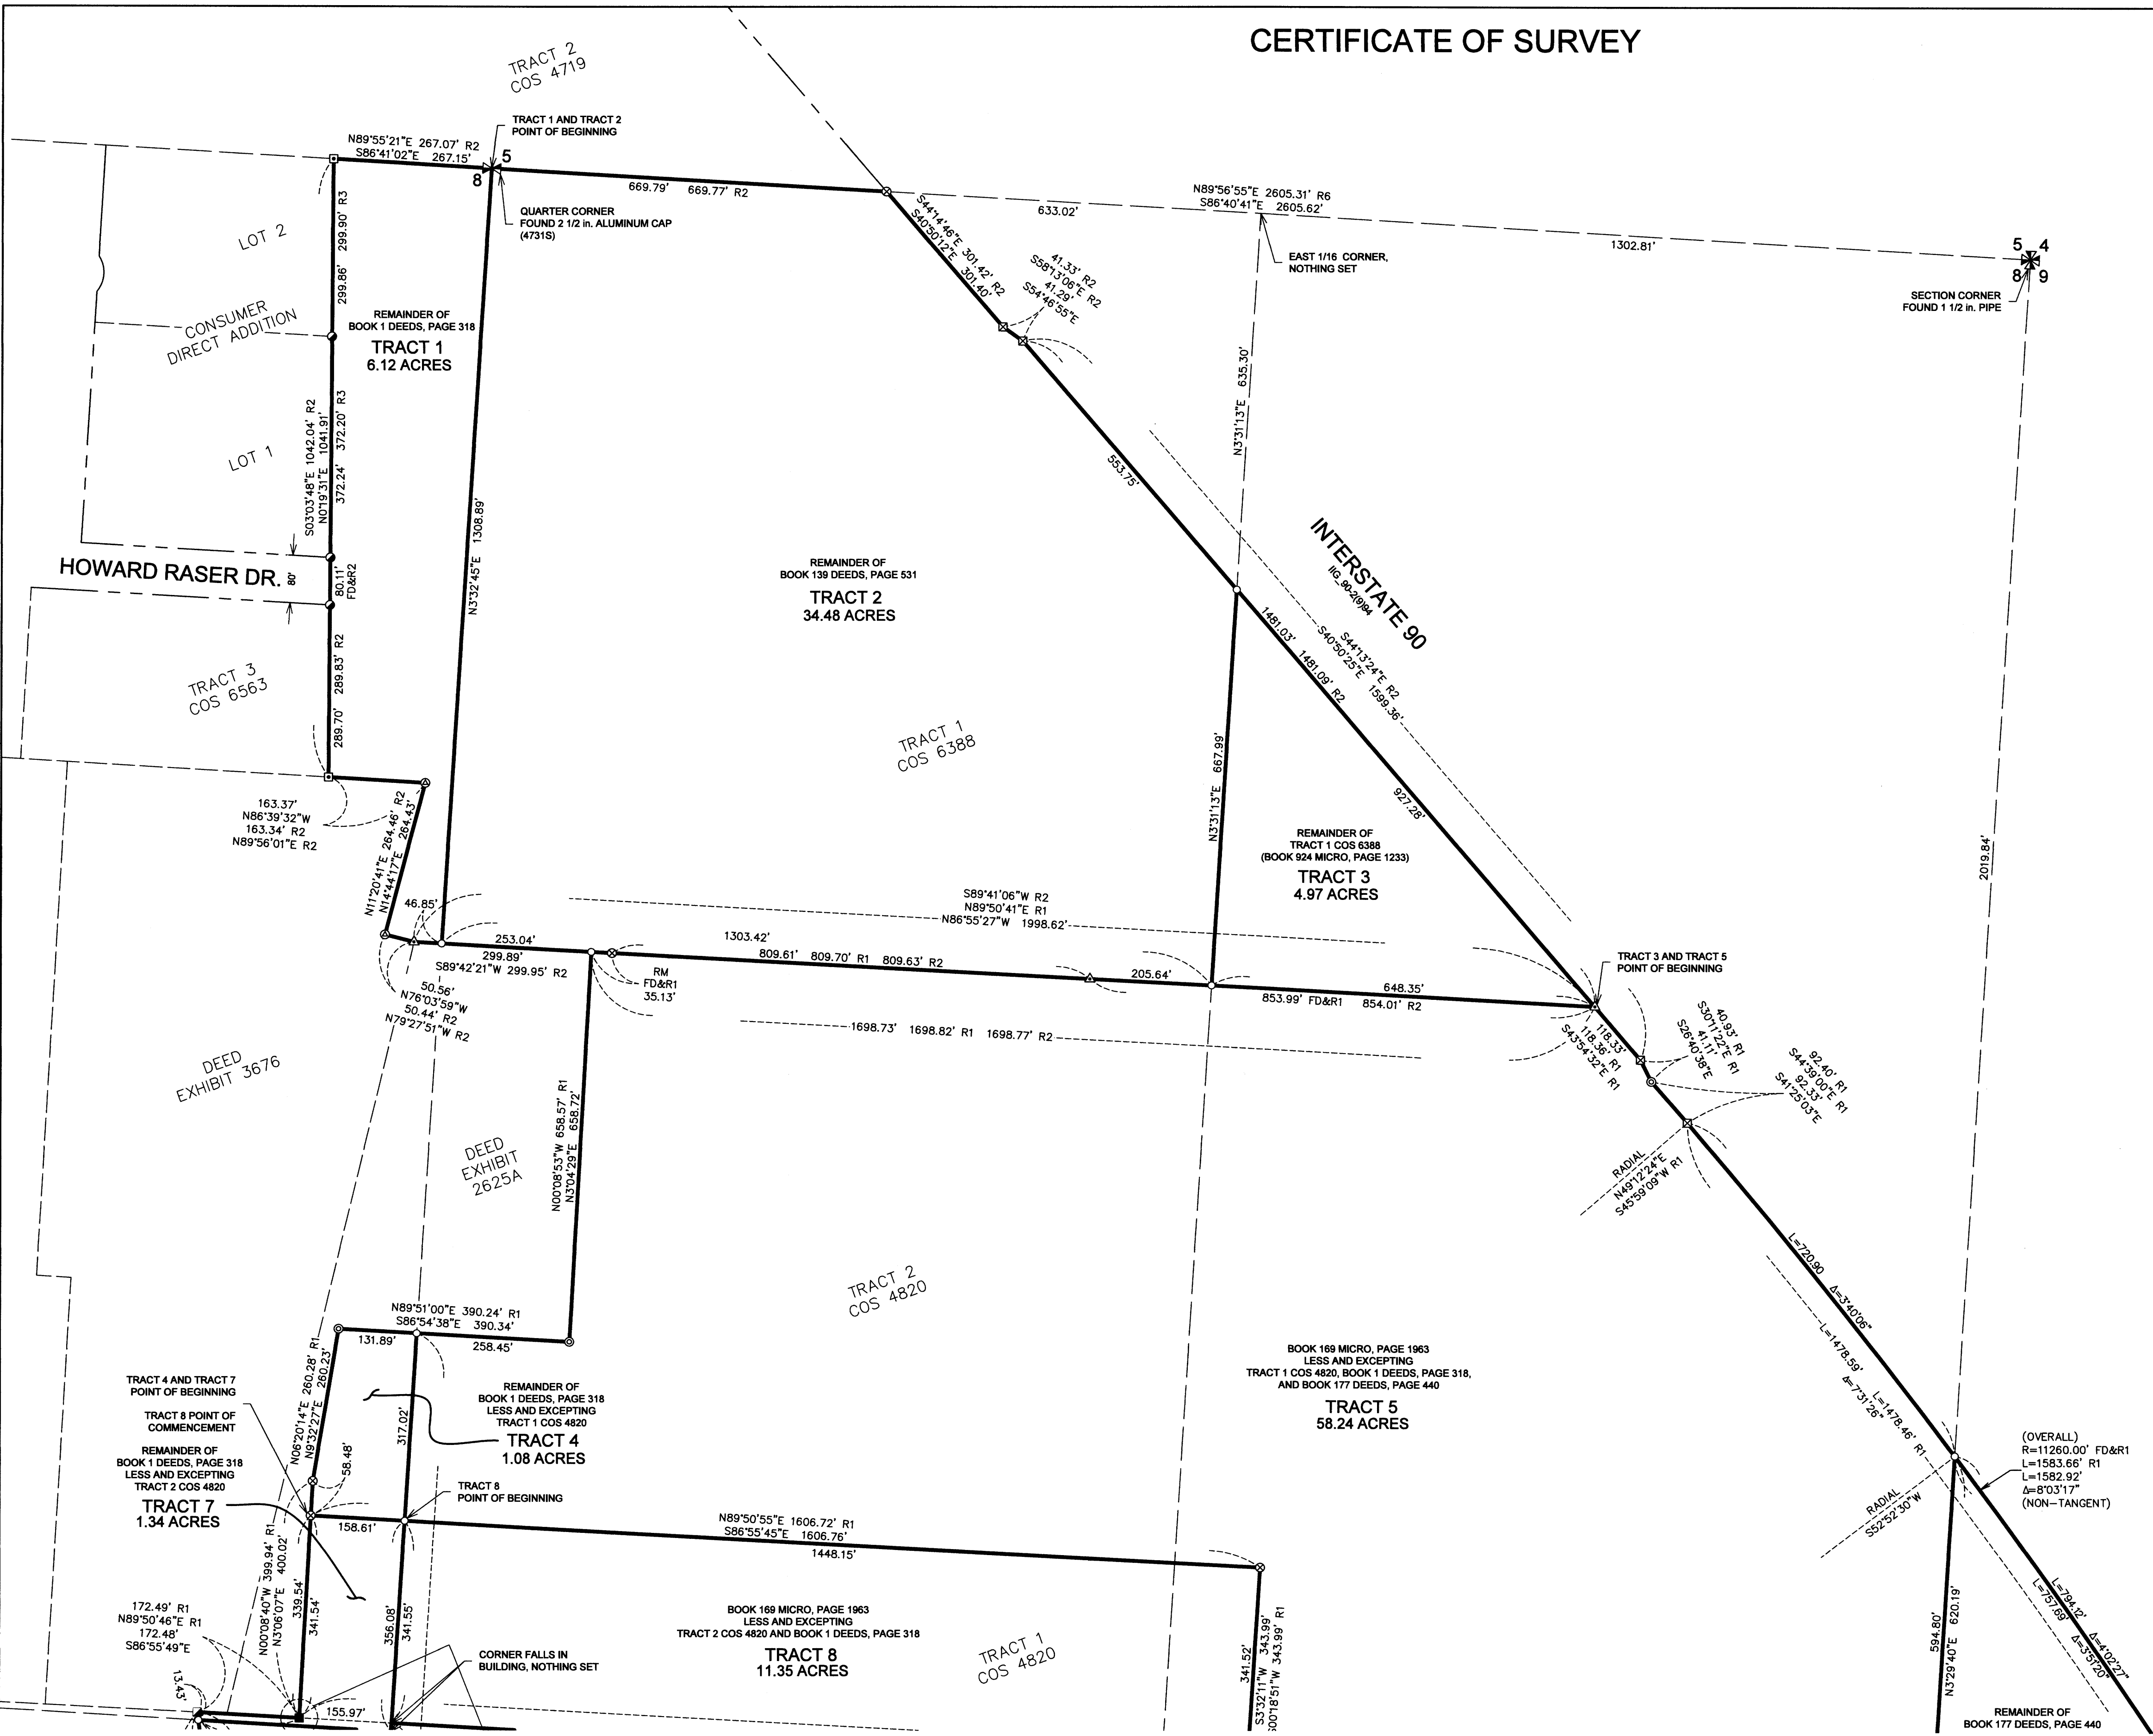 CERTIFICATE OF SURVEY
TRACT 2
COS 4719
TRACT 1 AND TRACT 2
POINT OF BEGINNING
N89°55'21"E 267.07' R2
S86°41'02"E 267.15'
5
8
669.79' 669.77' R2
QUARTER CORNER
FOUND 2 1/2 in. ALUMINUM CAP
(4731S)
N89°56'55"E 2605.31' R6
S86°40'41"E 2605.62'
633.02'
1302.81'
EAST 1/16 CORNER,
NOTHING SET
5 4
8 9
SECTION CORNER
FOUND 1 1/2 in. PIPE
S44°14'46"E 301.42' R2
S40°50'12"E 301.40'
41.33' R2
S58°13'06"E R2
41.29'
S54°46'55"E
LOT 2
299.90' R3
299.86'
CONSUMER
DIRECT ADDITION
REMAINDER OF
BOOK 1 DEEDS, PAGE 318
TRACT 1
6.12 ACRES
LOT 1
S03°03'48"E 1042.04' R2
N0°19'31"E 1041.91'
372.24' 372.20' R3
N3°31'13"E 635.30'
553.75'
HOWARD RASER DR.
80'
80.11'
FD&R2
N3°32'45"E 1308.89'
REMAINDER OF
BOOK 139 DEEDS, PAGE 531
TRACT 2
34.48 ACRES
INTERSTATE 90
IIG_90-2(9)94
1481.03' 1481.09' R2
S44°13'24"E R2
S40°50'25"E 1599.36'
TRACT 3
COS 6563
289.70' 289.83' R2
TRACT 1
COS 6388
N3°31'13"E 667.99'
927.28'
2019.84'
163.37'
N86°39'32"W
163.34' R2
N89°56'01"E R2
N11°20'41"E 264.46' R2
N14°44'17"E 264.43'
REMAINDER OF
TRACT 1 COS 6388
(BOOK 924 MICRO, PAGE 1233)
TRACT 3
4.97 ACRES
46.85'
S89°41'06"W R2
N89°50'41"E R1
N86°55'27"W 1998.62'
253.04'
299.89'
S89°42'21"W 299.95' R2
1303.42'
809.61' 809.70' R1 809.63' R2
RM
FD&R1
35.13'
205.64'
648.35'
853.99' FD&R1 854.01' R2
TRACT 3 AND TRACT 5
POINT OF BEGINNING
50.56'
N76°03'59"W
50.44' R2
N79°27'51"W R2
1698.73' 1698.82' R1 1698.77' R2
118.33'
118.36' R1
S43°54'32"E R1
40.93' R1
S30°11'22"E R1
41.11'
S26°40'38"E
92.40' R1
S44°39'00"E R1
92.33'
S41°25'03"E
DEED
EXHIBIT 3676
DEED
EXHIBIT
2625A
N00°08'53"W 658.57' R1
N3°04'29"E 658.72'
RADIAL
N49°12'24"E
S45°59'09"W R1
TRACT 2
COS 4820
L=720.90 Δ=3°40'06"
L=1478.59' Δ=7°31'26"
L=1478.46' R1
N89°51'00"E 390.24' R1
S86°54'38"E 390.34'
131.89'
258.45'
N06°20'14"E 260.28' R1
N9°32'27"E 260.23'
TRACT 4 AND TRACT 7
POINT OF BEGINNING
TRACT 8 POINT OF
COMMENCEMENT
REMAINDER OF
BOOK 1 DEEDS, PAGE 318
LESS AND EXCEPTING
TRACT 2 COS 4820
TRACT 7
1.34 ACRES
317.02'
58.48'
REMAINDER OF
BOOK 1 DEEDS, PAGE 318
LESS AND EXCEPTING
TRACT 1 COS 4820
TRACT 4
1.08 ACRES
BOOK 169 MICRO, PAGE 1963
LESS AND EXCEPTING
TRACT 1 COS 4820, BOOK 1 DEEDS, PAGE 318,
AND BOOK 177 DEEDS, PAGE 440
TRACT 5
58.24 ACRES
(OVERALL)
R=11260.00' FD&R1
L=1583.66' R1
L=1582.92'
Δ=8°03'17"
(NON-TANGENT)
TRACT 8
POINT OF BEGINNING
RADIAL
S52°52'30"W
158.61'
N89°50'55"E 1606.72' R1
S86°55'45"E 1606.76'
1448.15'
N00°08'40"W 399.94' R1
N3°06'07"E 400.02'
339.54'
341.54'
356.08'
341.55'
172.49' R1
N89°50'46"E R1
172.48'
S86°55'49"E
13.43'
155.97'
CORNER FALLS IN
BUILDING, NOTHING SET
BOOK 169 MICRO, PAGE 1963
LESS AND EXCEPTING
TRACT 2 COS 4820 AND BOOK 1 DEEDS, PAGE 318
TRACT 8
11.35 ACRES
TRACT 1
COS 4820
341.52'
S3°32'11"W 343.99'
S00°18'51"W 343.99' R1
594.80'
N3°29'40"E 620.19'
L=794.12' Δ=4°02'27"
L=757.69' Δ=3°51'20"
REMAINDER OF
BOOK 177 DEEDS, PAGE 440